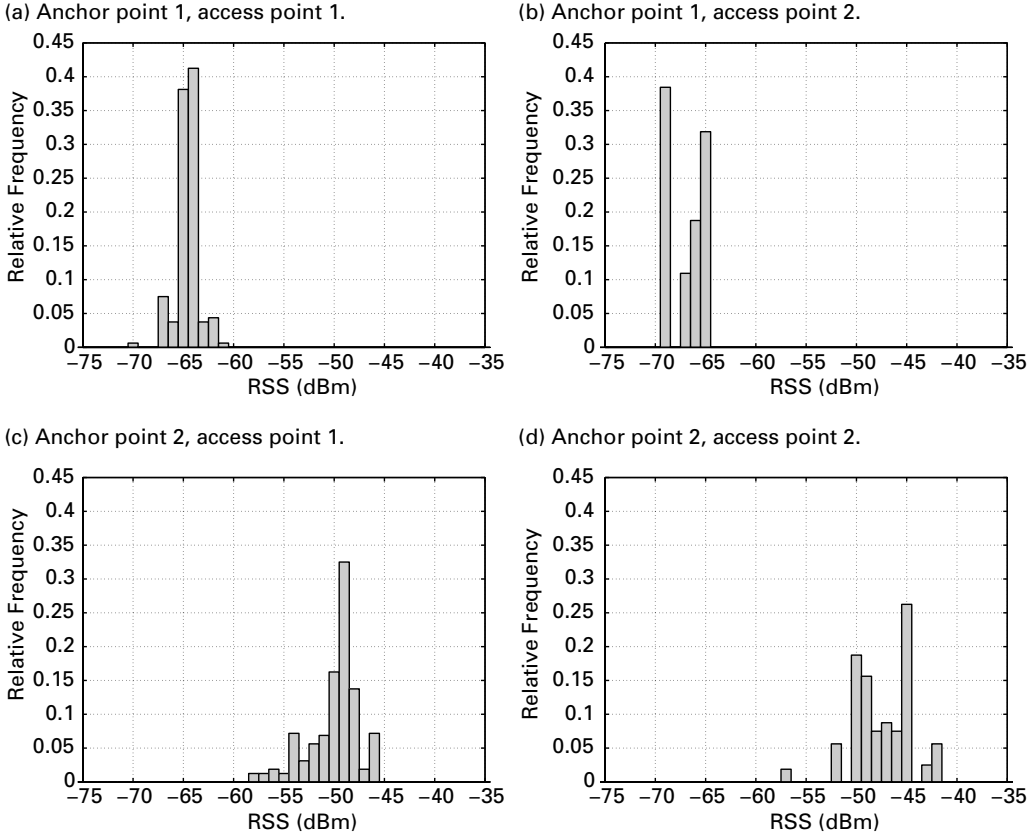 (a) Anchor point 1, access point 1.
0.45
0.4
0.35
0.3
0.25
0.2
0.15
0.1
0.05
0
Relative Frequency
−75 −70 −65 −60 −55 −50 −45 −40 −35
RSS (dBm)
(b) Anchor point 1, access point 2.
0.45
0.4
0.35
0.3
0.25
0.2
0.15
0.1
0.05
0
Relative Frequency
−75 −70 −65 −60 −55 −50 −45 −40 −35
RSS (dBm)
(c) Anchor point 2, access point 1.
0.45
0.4
0.35
0.3
0.25
0.2
0.15
0.1
0.05
0
Relative Frequency
−75 −70 −65 −60 −55 −50 −45 −40 −35
RSS (dBm)
(d) Anchor point 2, access point 2.
0.45
0.4
0.35
0.3
0.25
0.2
0.15
0.1
0.05
0
Relative Frequency
−75 −70 −65 −60 −55 −50 −45 −40 −35
RSS (dBm)